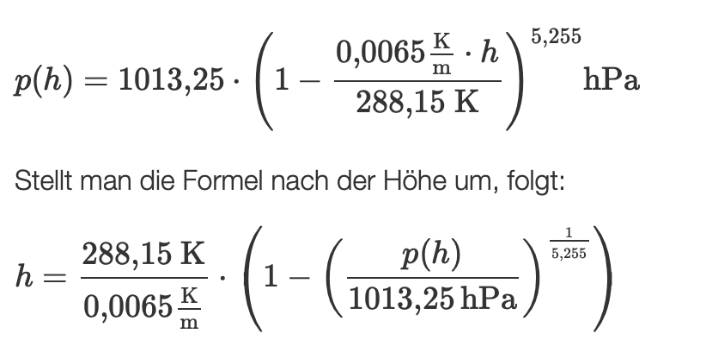 p(h) = 1013,25 · (1 − (0,0065 K/m · h)/(288,15 K))^5,255 hPa
Stellt man die Formel nach der Höhe um, folgt:
h = (288,15 K)/(0,0065 K/m) · (1 − (p(h)/(1013,25 hPa))^(1/5,255))